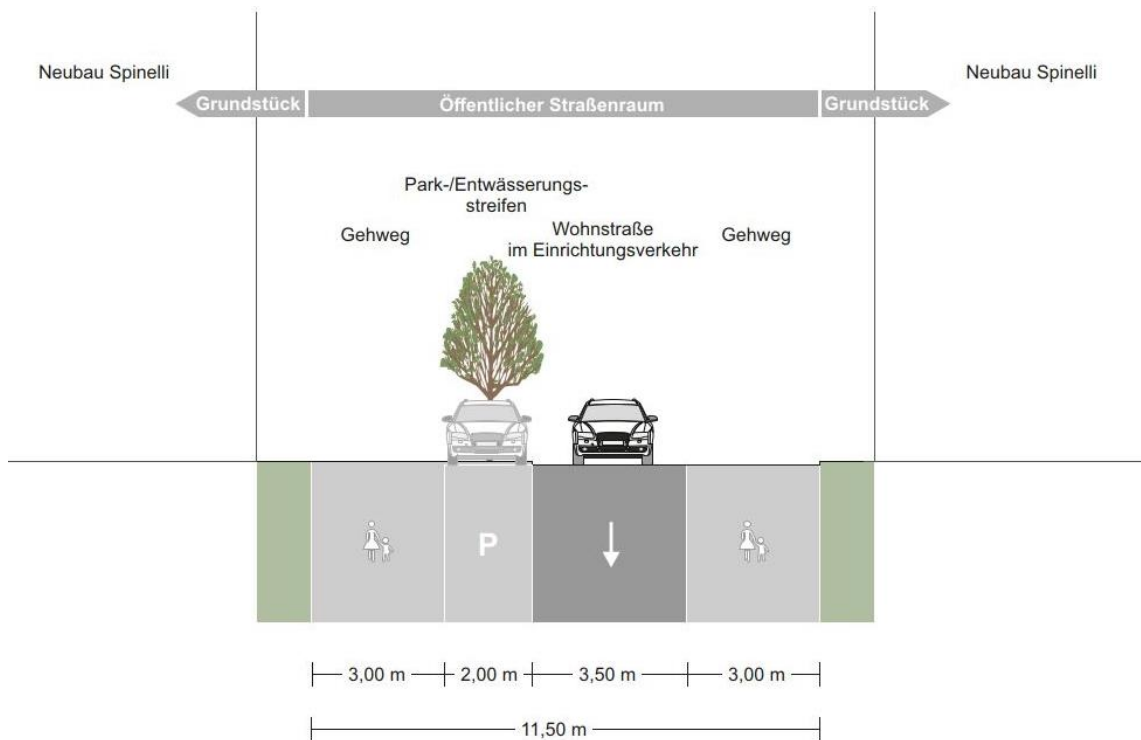 Neubau Spinelli
Neubau Spinelli
Grundstück
Öffentlicher Straßenraum
Grundstück
Park-/Entwässerungs-
streifen
Gehweg
Wohnstraße
im Einrichtungsverkehr
Gehweg
P
3,00 m
2,00 m
3,50 m
3,00 m
11,50 m